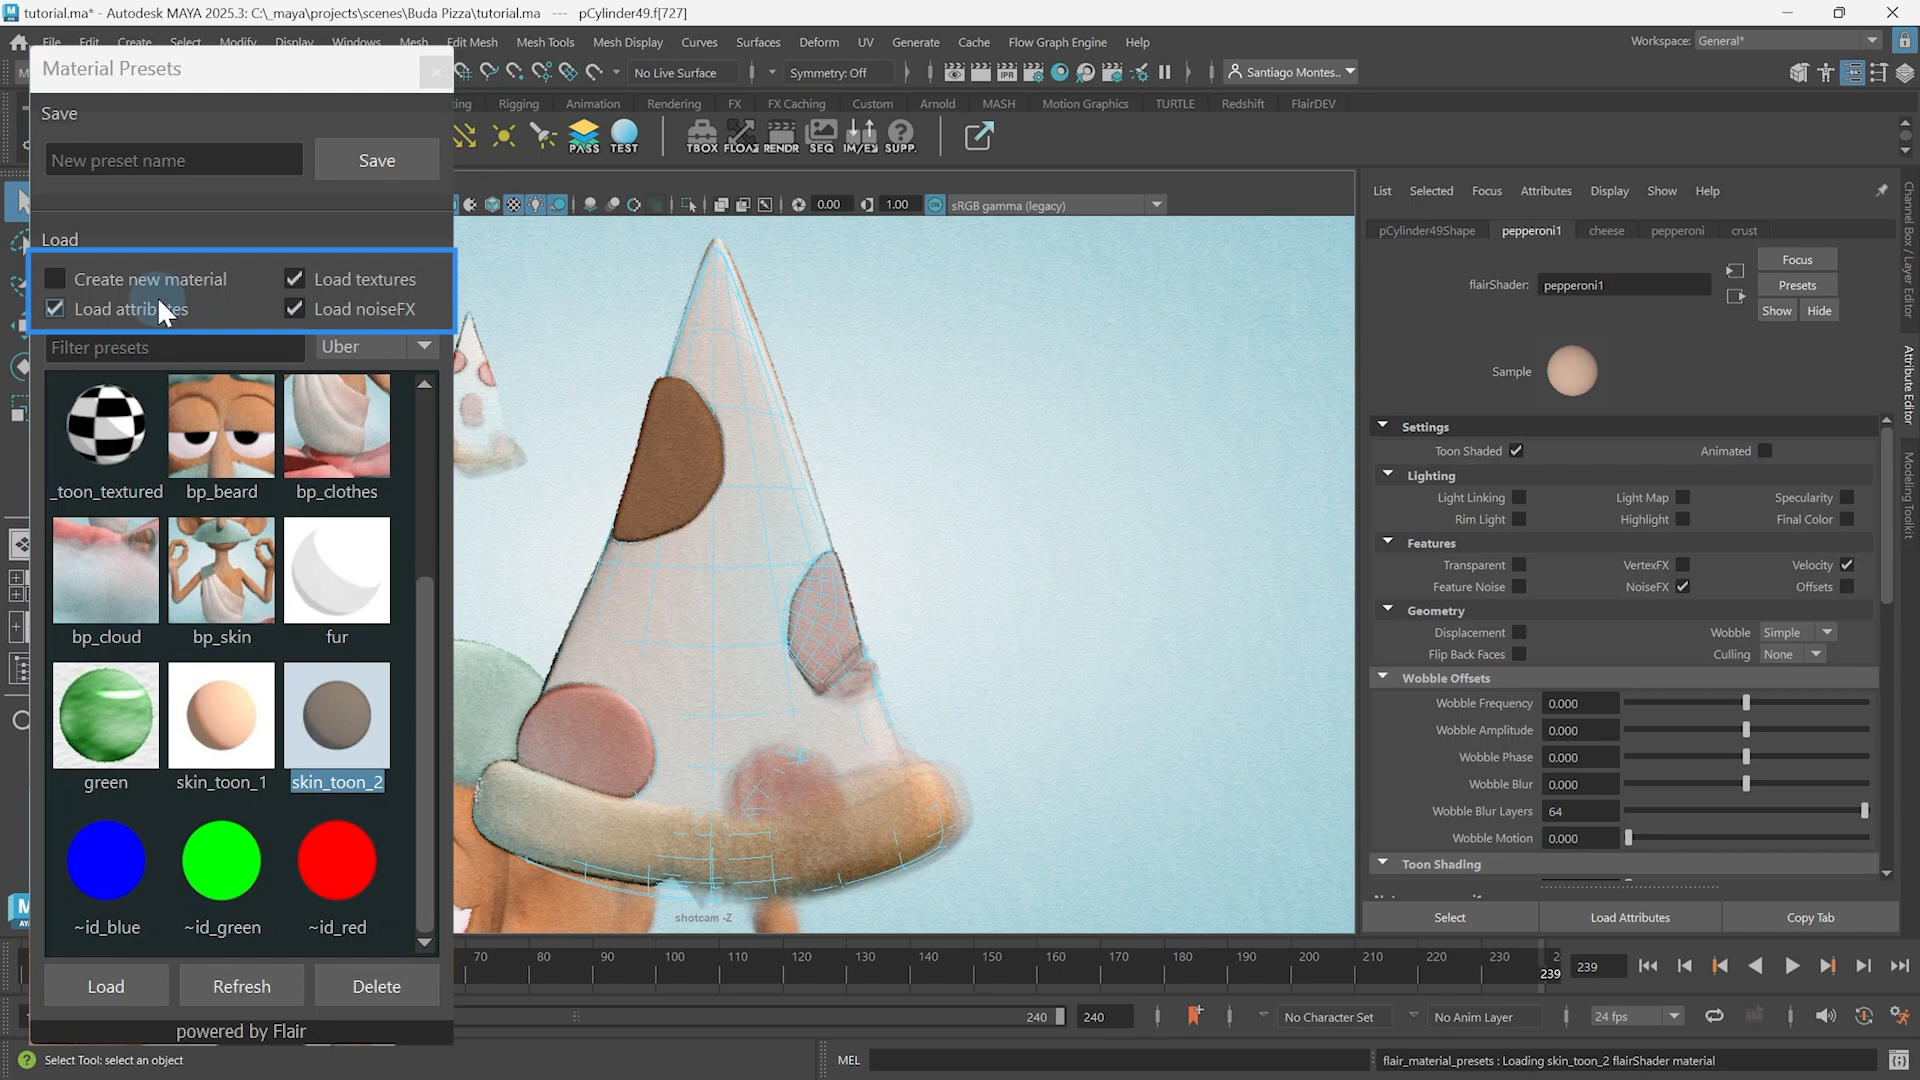 tutorial.ma* - Autodesk MAYA 2025.3: C:\_maya\projects\scenes\Buda Pizza\tutorial.ma --- pCylinder49.f[727]
File Edit Create Select Modify Display Windows Mesh Edit Mesh Mesh Tools Mesh Display Curves Surfaces Deform UV Generate Cache Flow Graph Engine Help
Workspace: General*
Material Presets
No Live Surface
Symmetry: Off
IPR
Santiago Montes..
Rigging Animation Rendering FX FX Caching Custom Arnold MASH Motion Graphics TURTLE Redshift FlairDEV
Save
New preset name
Save
PASS TEST TBOX FLOAT RENDR SEQ IM/EX SUPP.
0.00 1.00 ON sRGB gamma (legacy)
List Selected Focus Attributes Display Show Help
pCylinder49Shape pepperoni1 cheese pepperoni crust
Load
Create new material Load textures
Load attributes Load noiseFX
Filter presets Uber
_toon_textured bp_beard bp_clothes
bp_cloud bp_skin fur
green skin_toon_1 skin_toon_2
~id_blue ~id_green ~id_red
Load Refresh Delete
powered by Flair
shotcam -Z
Focus
flairShader: pepperoni1 Presets
Show Hide
Sample
Settings
Toon Shaded Animated
Lighting
Light Linking Light Map Specularity
Rim Light Highlight Final Color
Features
Transparent VertexFX Velocity
Feature Noise NoiseFX Offsets
Geometry
Displacement Wobble Simple
Flip Back Faces Culling None
Wobble Offsets
Wobble Frequency 0.000
Wobble Amplitude 0.000
Wobble Phase 0.000
Wobble Blur 0.000
Wobble Blur Layers 64
Wobble Motion 0.000
Toon Shading
Select Load Attributes Copy Tab
Channel Box / Layer Editor
Attribute Editor
Modeling Toolkit
70 80 90 100 110 120 130 140 150 160 170 180 190 200 210 220 230 239 239
240 240 No Character Set No Anim Layer 24 fps
Select Tool: select an object
MEL
flair_material_presets : Loading skin_toon_2 flairShader material